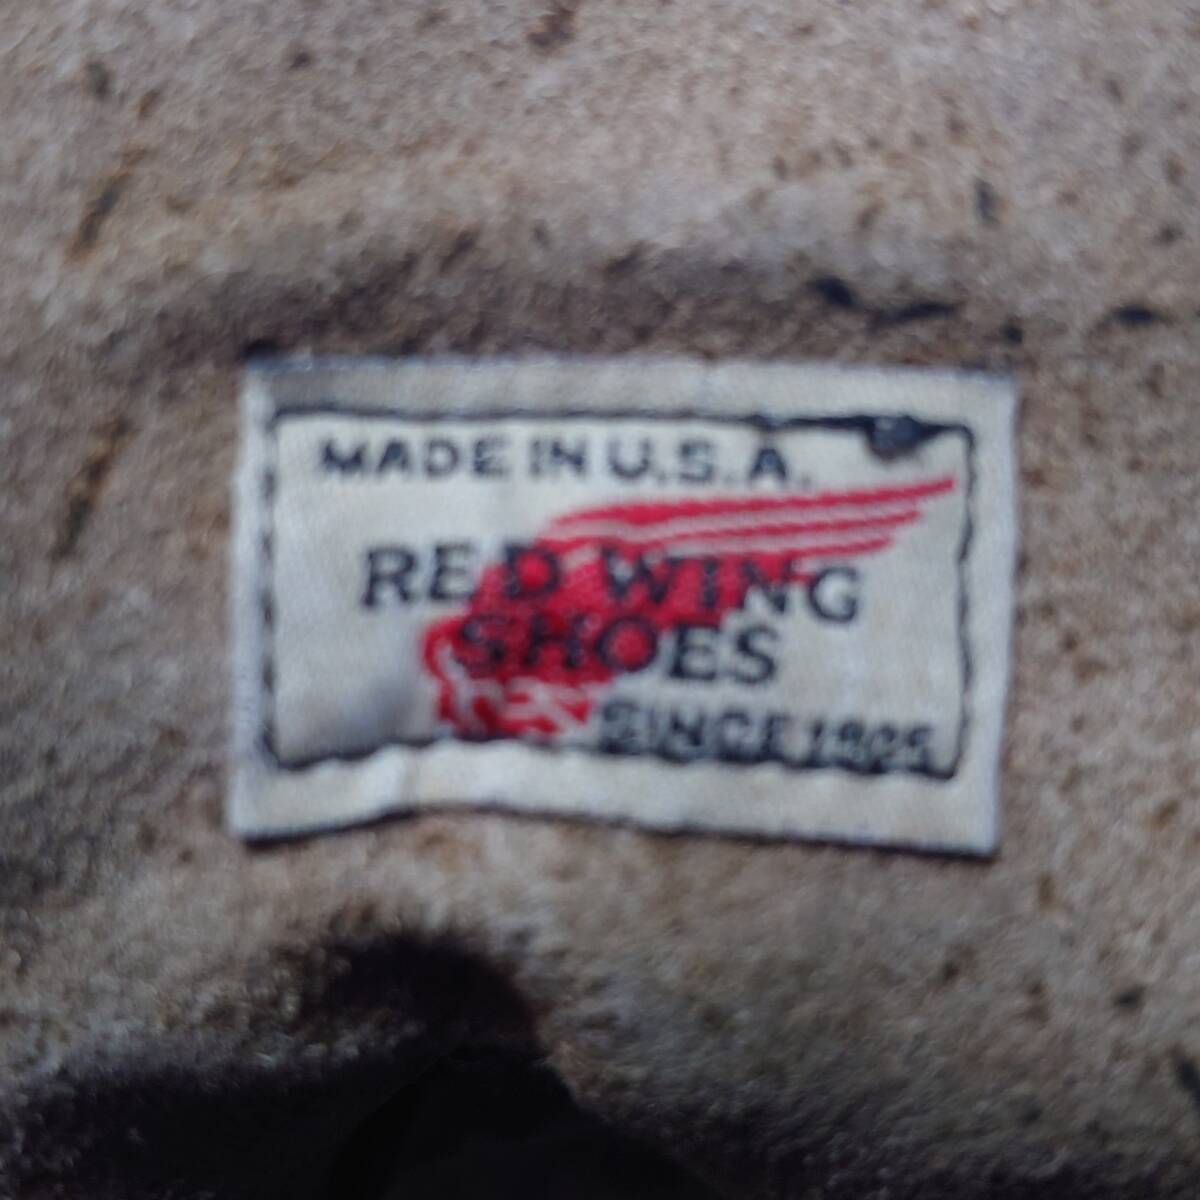 MADE IN U.S.A.
RED WING
SHOES
SINCE 1905